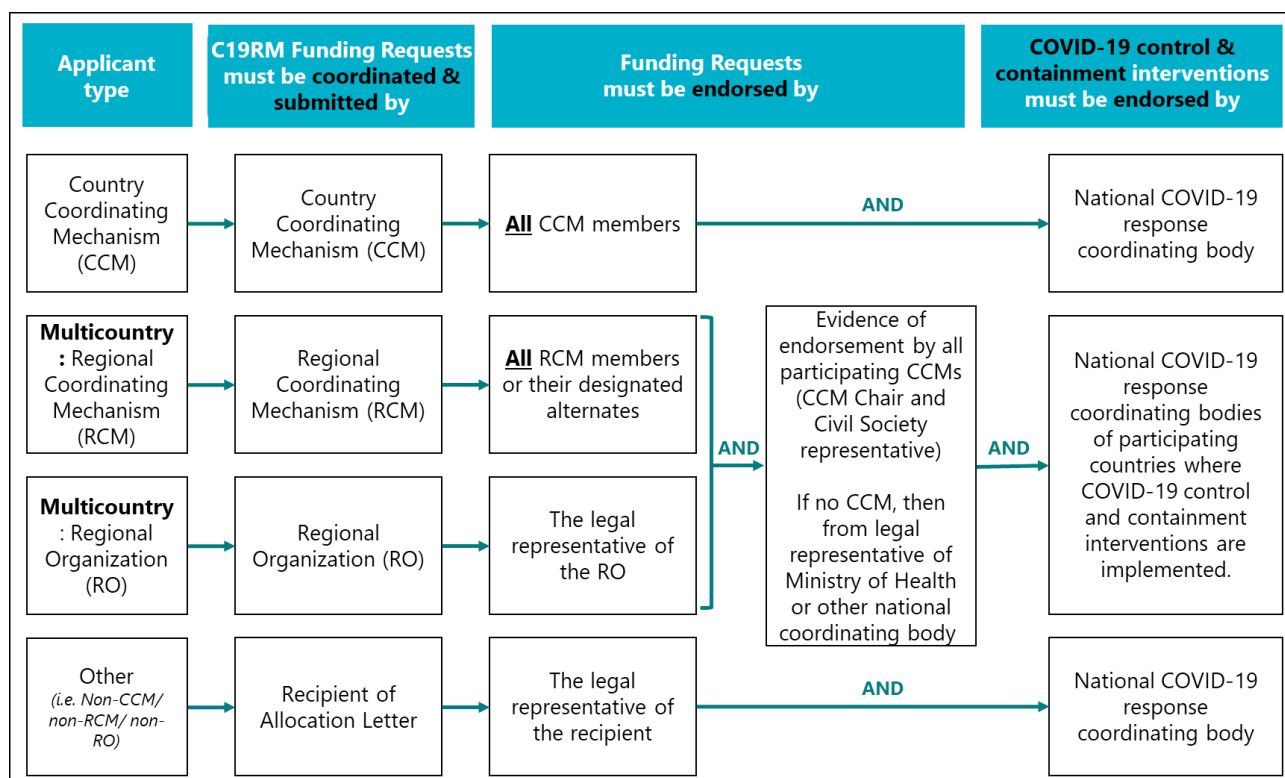 Applicant
type
C19RM Funding Requests
must be coordinated &
submitted by
Funding Requests
must be endorsed by
COVID-19 control &
containment interventions
must be endorsed by
Country
Coordinating
Mechanism
(CCM)
Country
Coordinating
Mechanism (CCM)
All CCM members
AND
National COVID-19
response
coordinating body
Multicountry
: Regional
Coordinating
Mechanism
(RCM)
Regional
Coordinating
Mechanism (RCM)
All RCM members
or their designated
alternates
Multicountry
: Regional
Organization
(RO)
Regional
Organization (RO)
The legal
representative of
the RO
AND
Evidence of
endorsement by all
participating CCMs
(CCM Chair and
Civil Society
representative)
If no CCM, then
from legal
representative of
Ministry of Health
or other national
coordinating body
AND
National COVID-19
response
coordinating bodies
of participating
countries where
COVID-19 control
and containment
interventions are
implemented.
Other
(i.e. Non-CCM/
non-RCM/ non-
RO)
Recipient of
Allocation Letter
The legal
representative of
the recipient
AND
National COVID-19
response
coordinating body